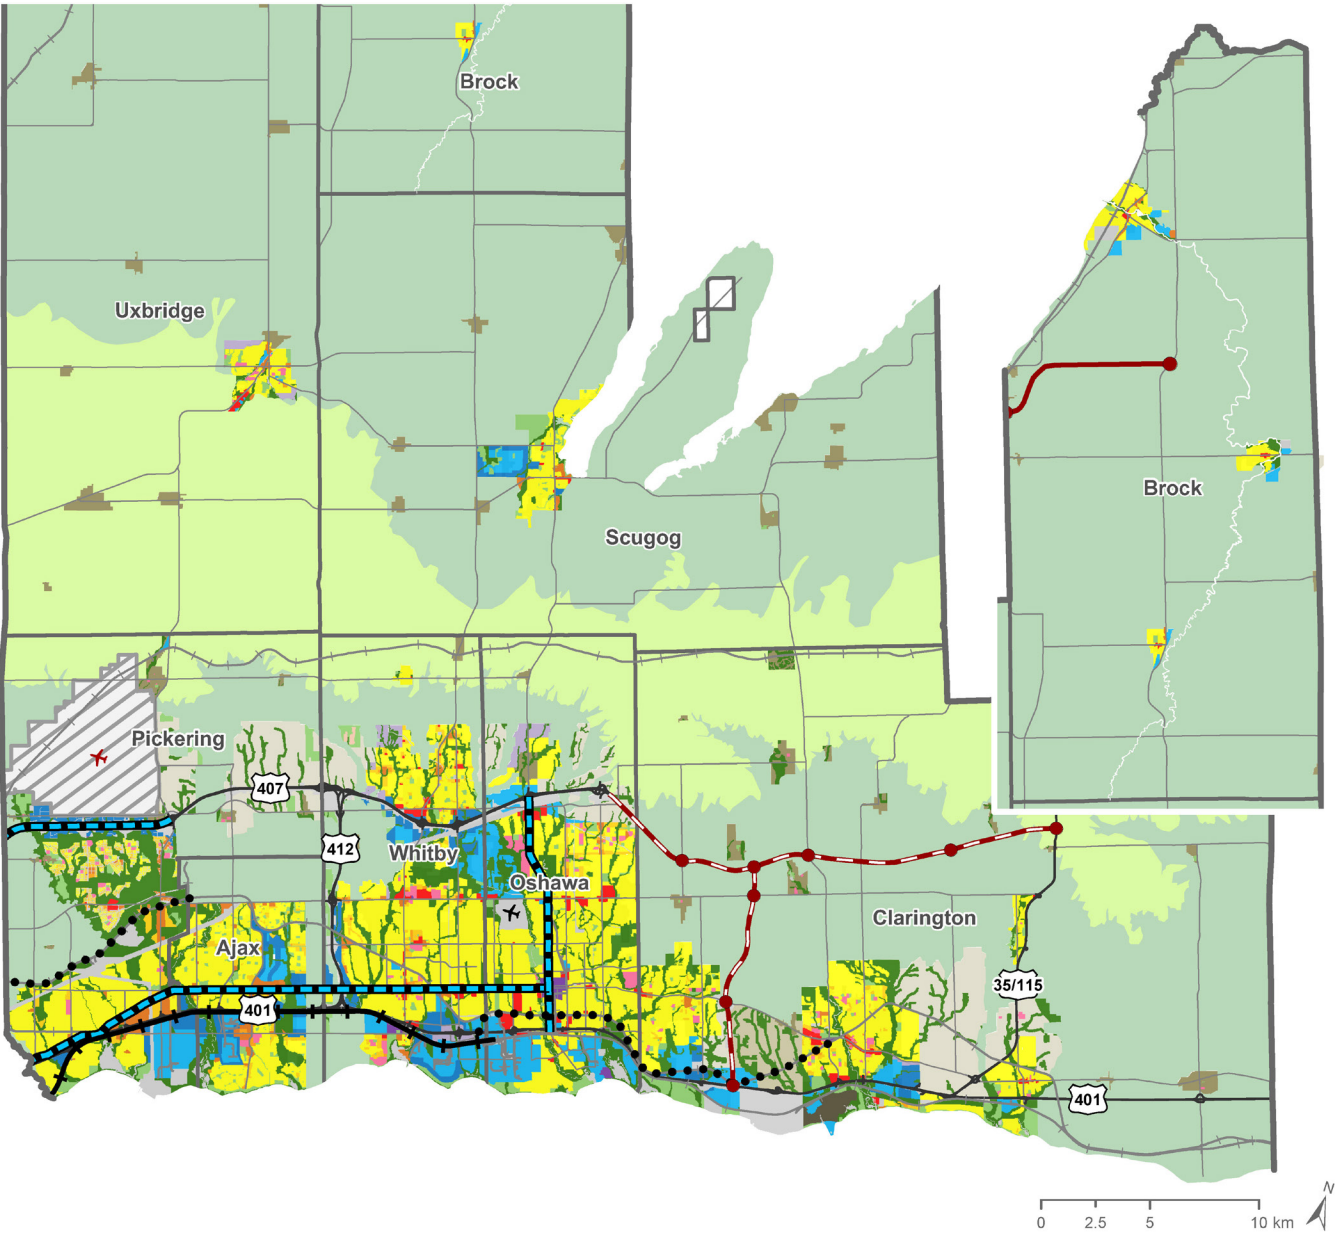 Brock
Uxbridge
Scugog
Brock
Pickering
407
412
Whitby
Oshawa
Ajax
Clarington
35/115
401
401
N
0 2.5 5 10 km